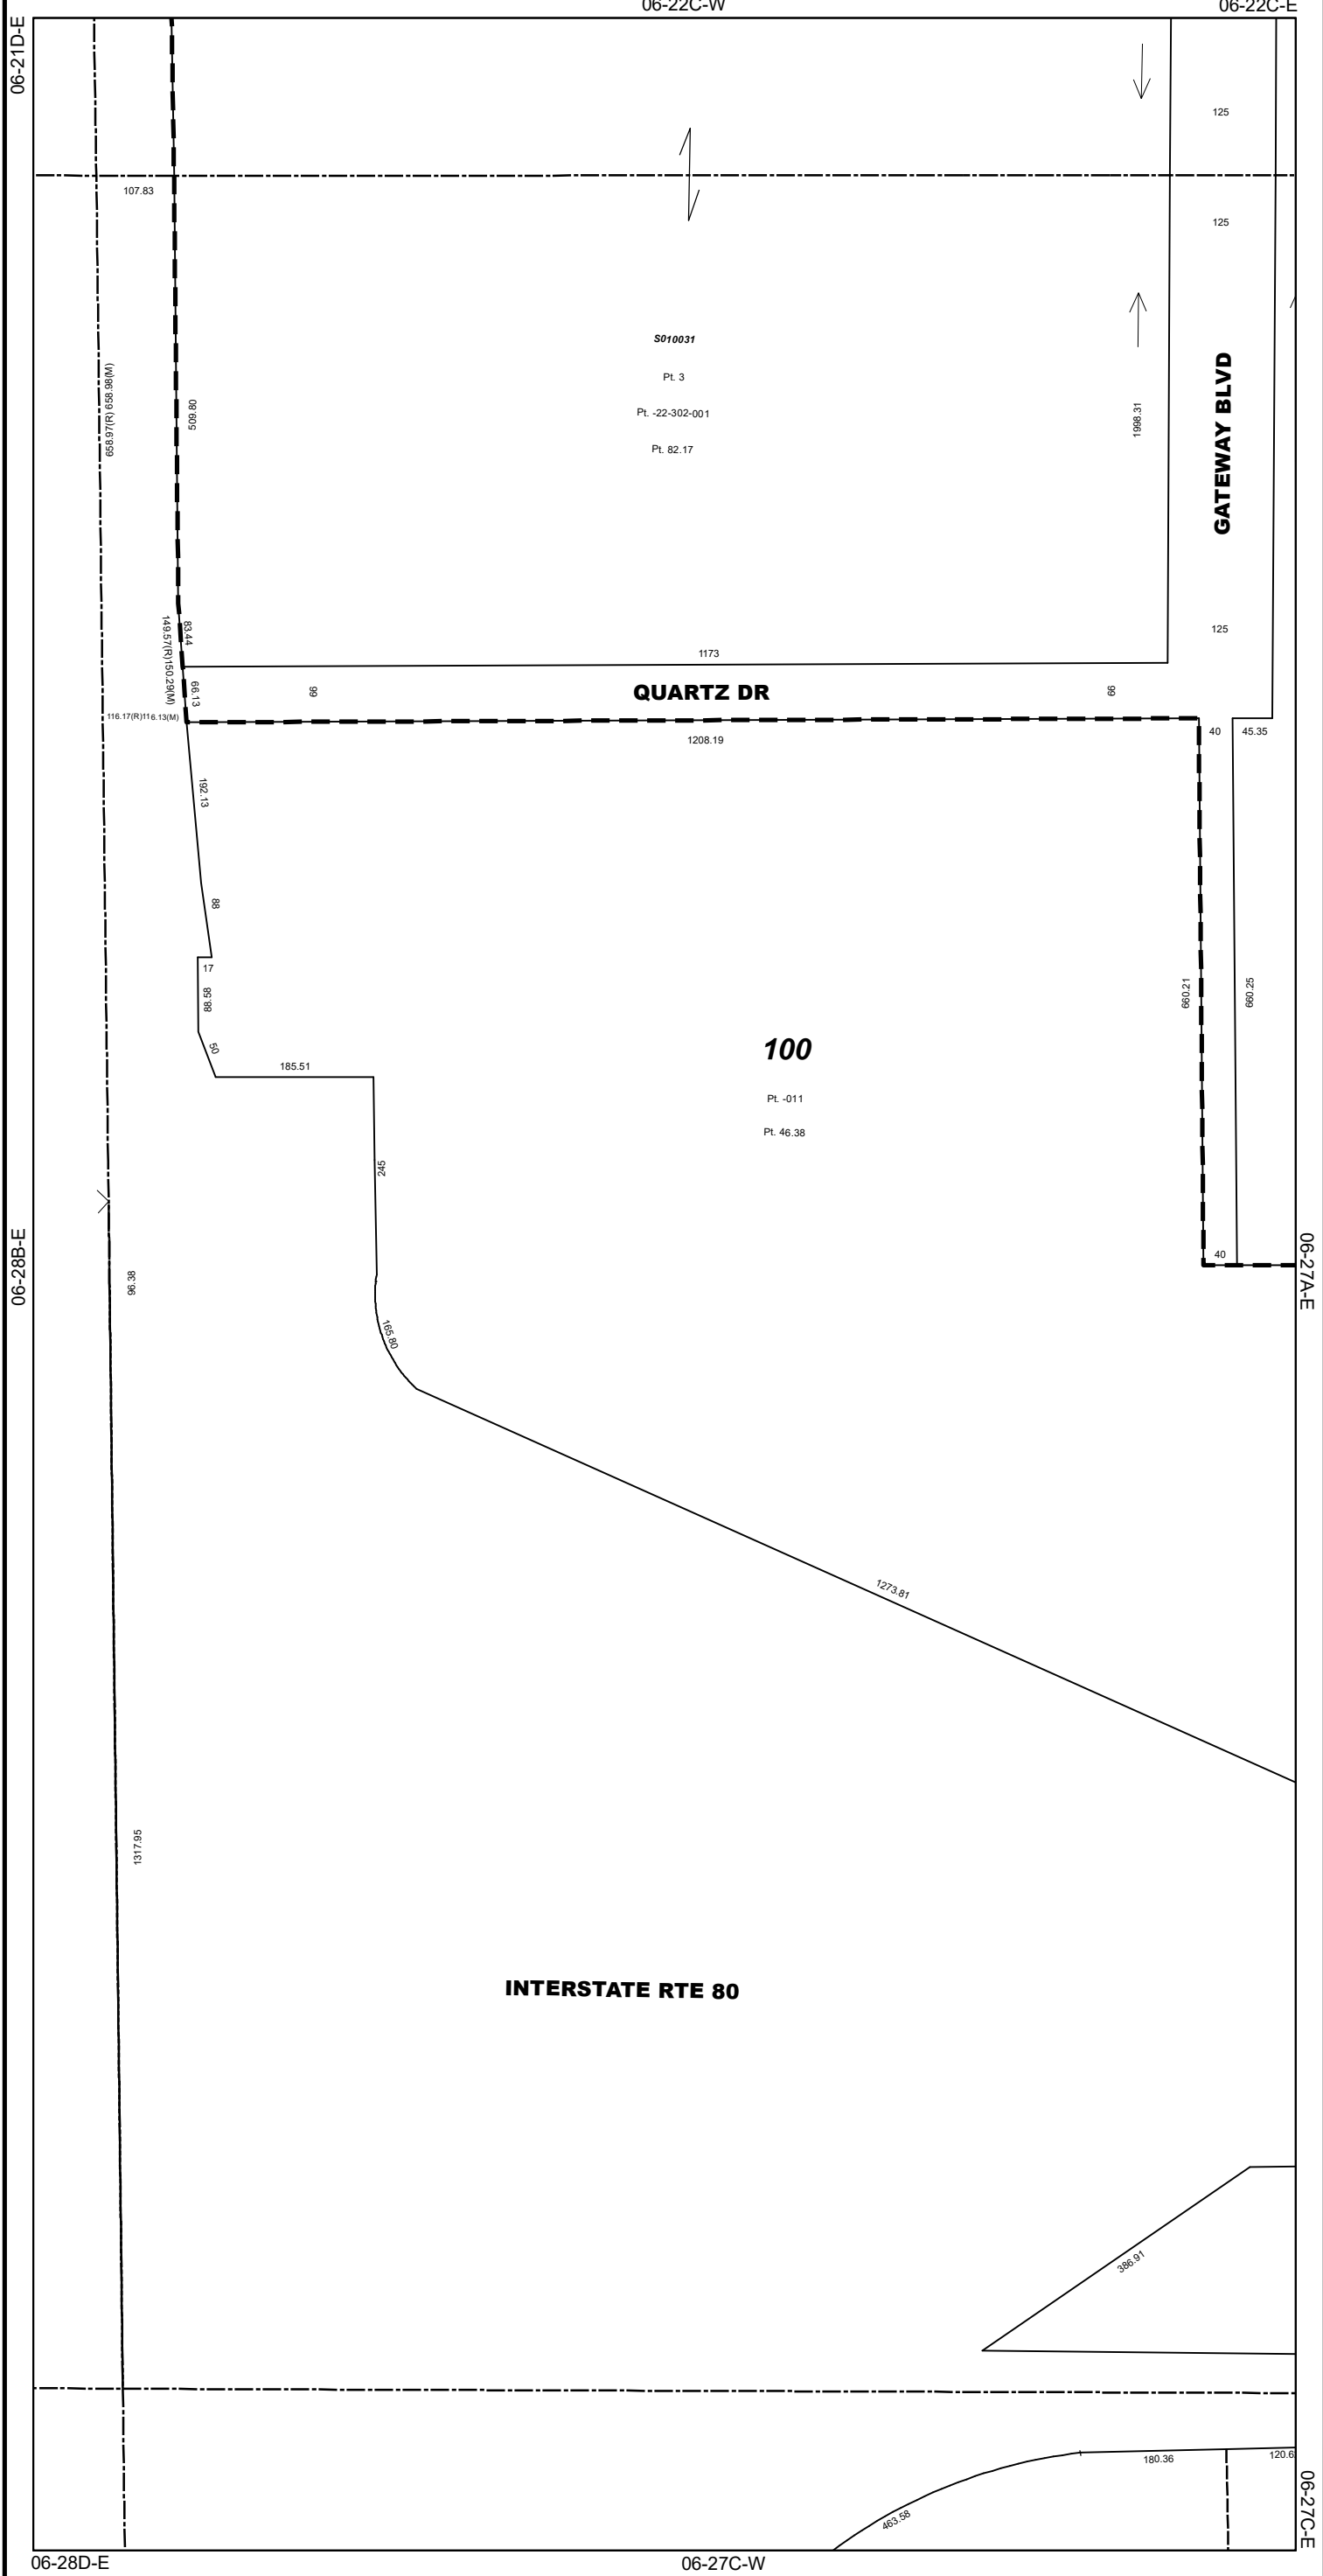 06-22C-W
06-22C-E
06-21D-E
125
107.83
125
S010031
Pt. 3
Pt. -22-302-001
Pt. 82.17
658.97(R) 658.98(M)
509.80
1998.31
GATEWAY BLVD
125
83.44
149.57(R)150.29(M)
1173
66.13
66
QUARTZ DR
66
116.17(R)116.13(M)
1208.19
40
45.35
192.13
88
17
88.58
660.21
660.25
50
185.51
100
Pt. -011
Pt. 46.38
245
06-28B-E
40
06-27A-E
96.38
165.80
1273.81
1317.95
INTERSTATE RTE 80
386.91
180.36
120.6
463.58
06-27C-E
06-28D-E
06-27C-W